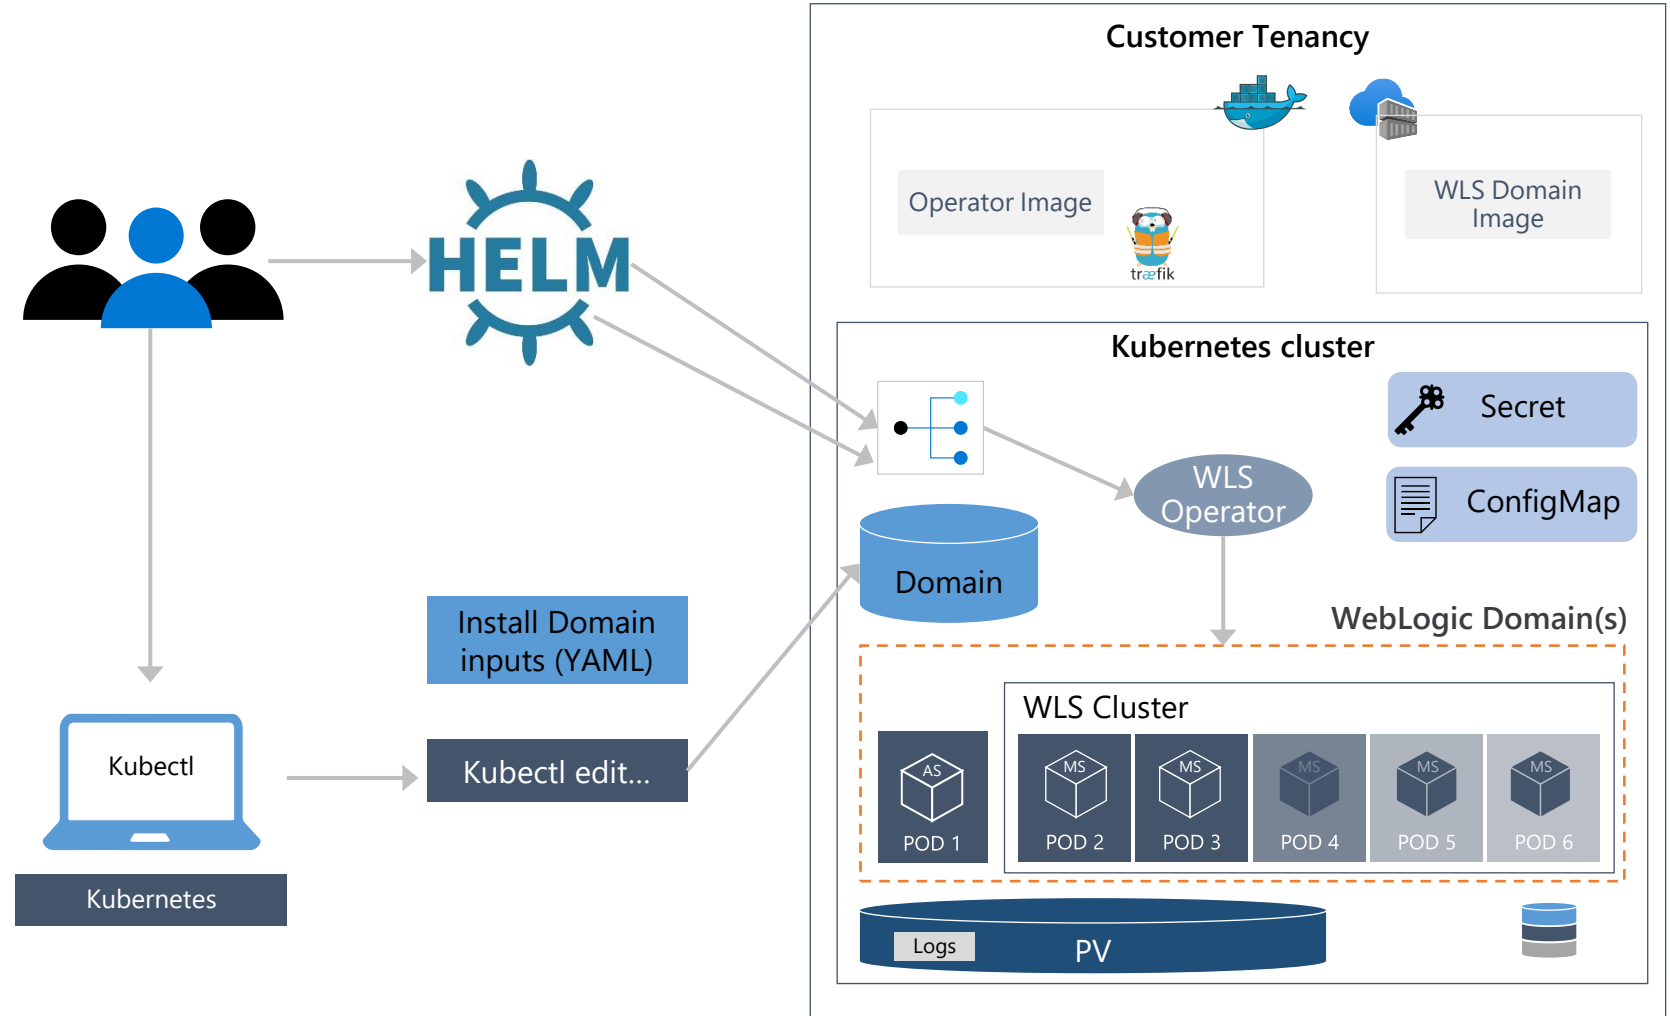 Customer Tenancy
Operator Image
træfik
WLS Domain
Image
HELM
Kubernetes cluster
Secret
ConfigMap
WLS
Operator
Domain
Install Domain
inputs (YAML)
WebLogic Domain(s)
WLS Cluster
Kubectl
Kubectl edit...
AS
POD 1
MS
POD 2
MS
POD 3
MS
POD 4
MS
POD 5
MS
POD 6
Kubernetes
Logs
PV